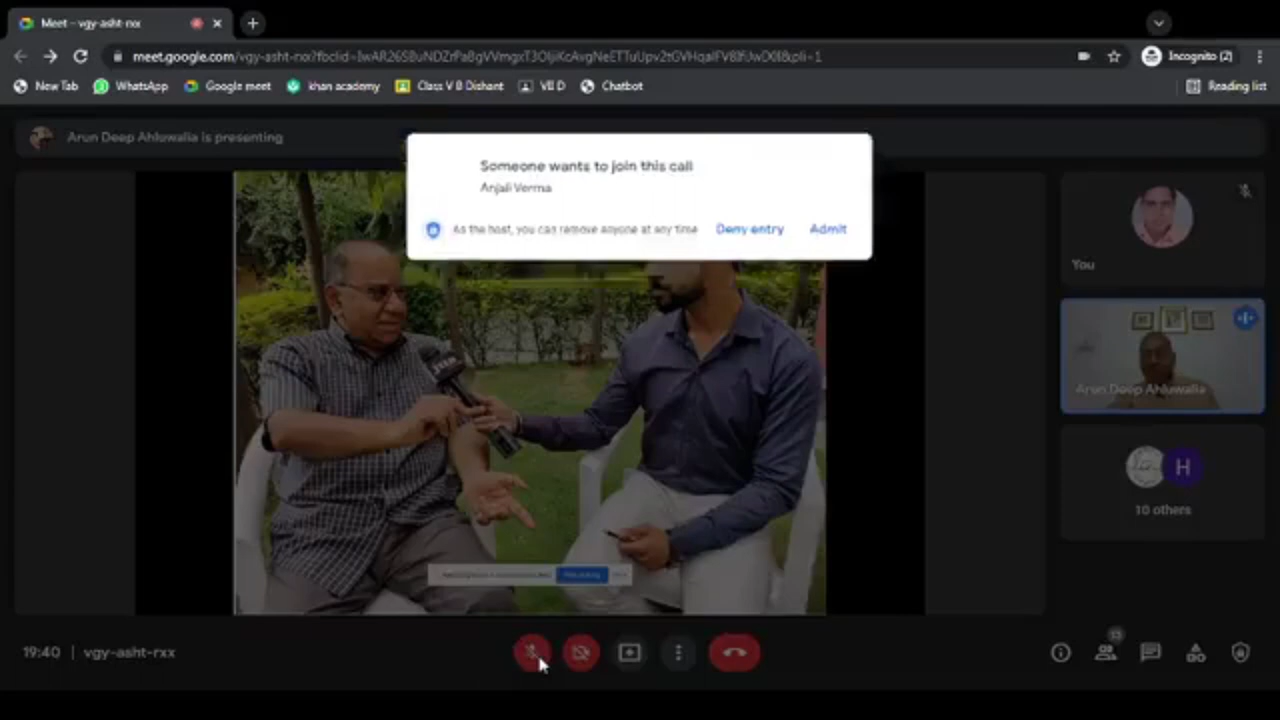 Meet - vgy-asht-rxx
meet.google.com/vgy-asht-rxx?fbclid=
Incognito (2)
New Tab
WhatsApp
Google meet
khan academy
Class V B Dishant
VII D
Chatbot
Reading list
Arun Deep Ahluwalia is presenting
Someone wants to join this call
Anjali Verma
As the host, you can remove anyone at any time
Deny entry
Admit
You
Arun Deep Ahluwalia
H
10 others
19:40 | vgy-asht-rxx